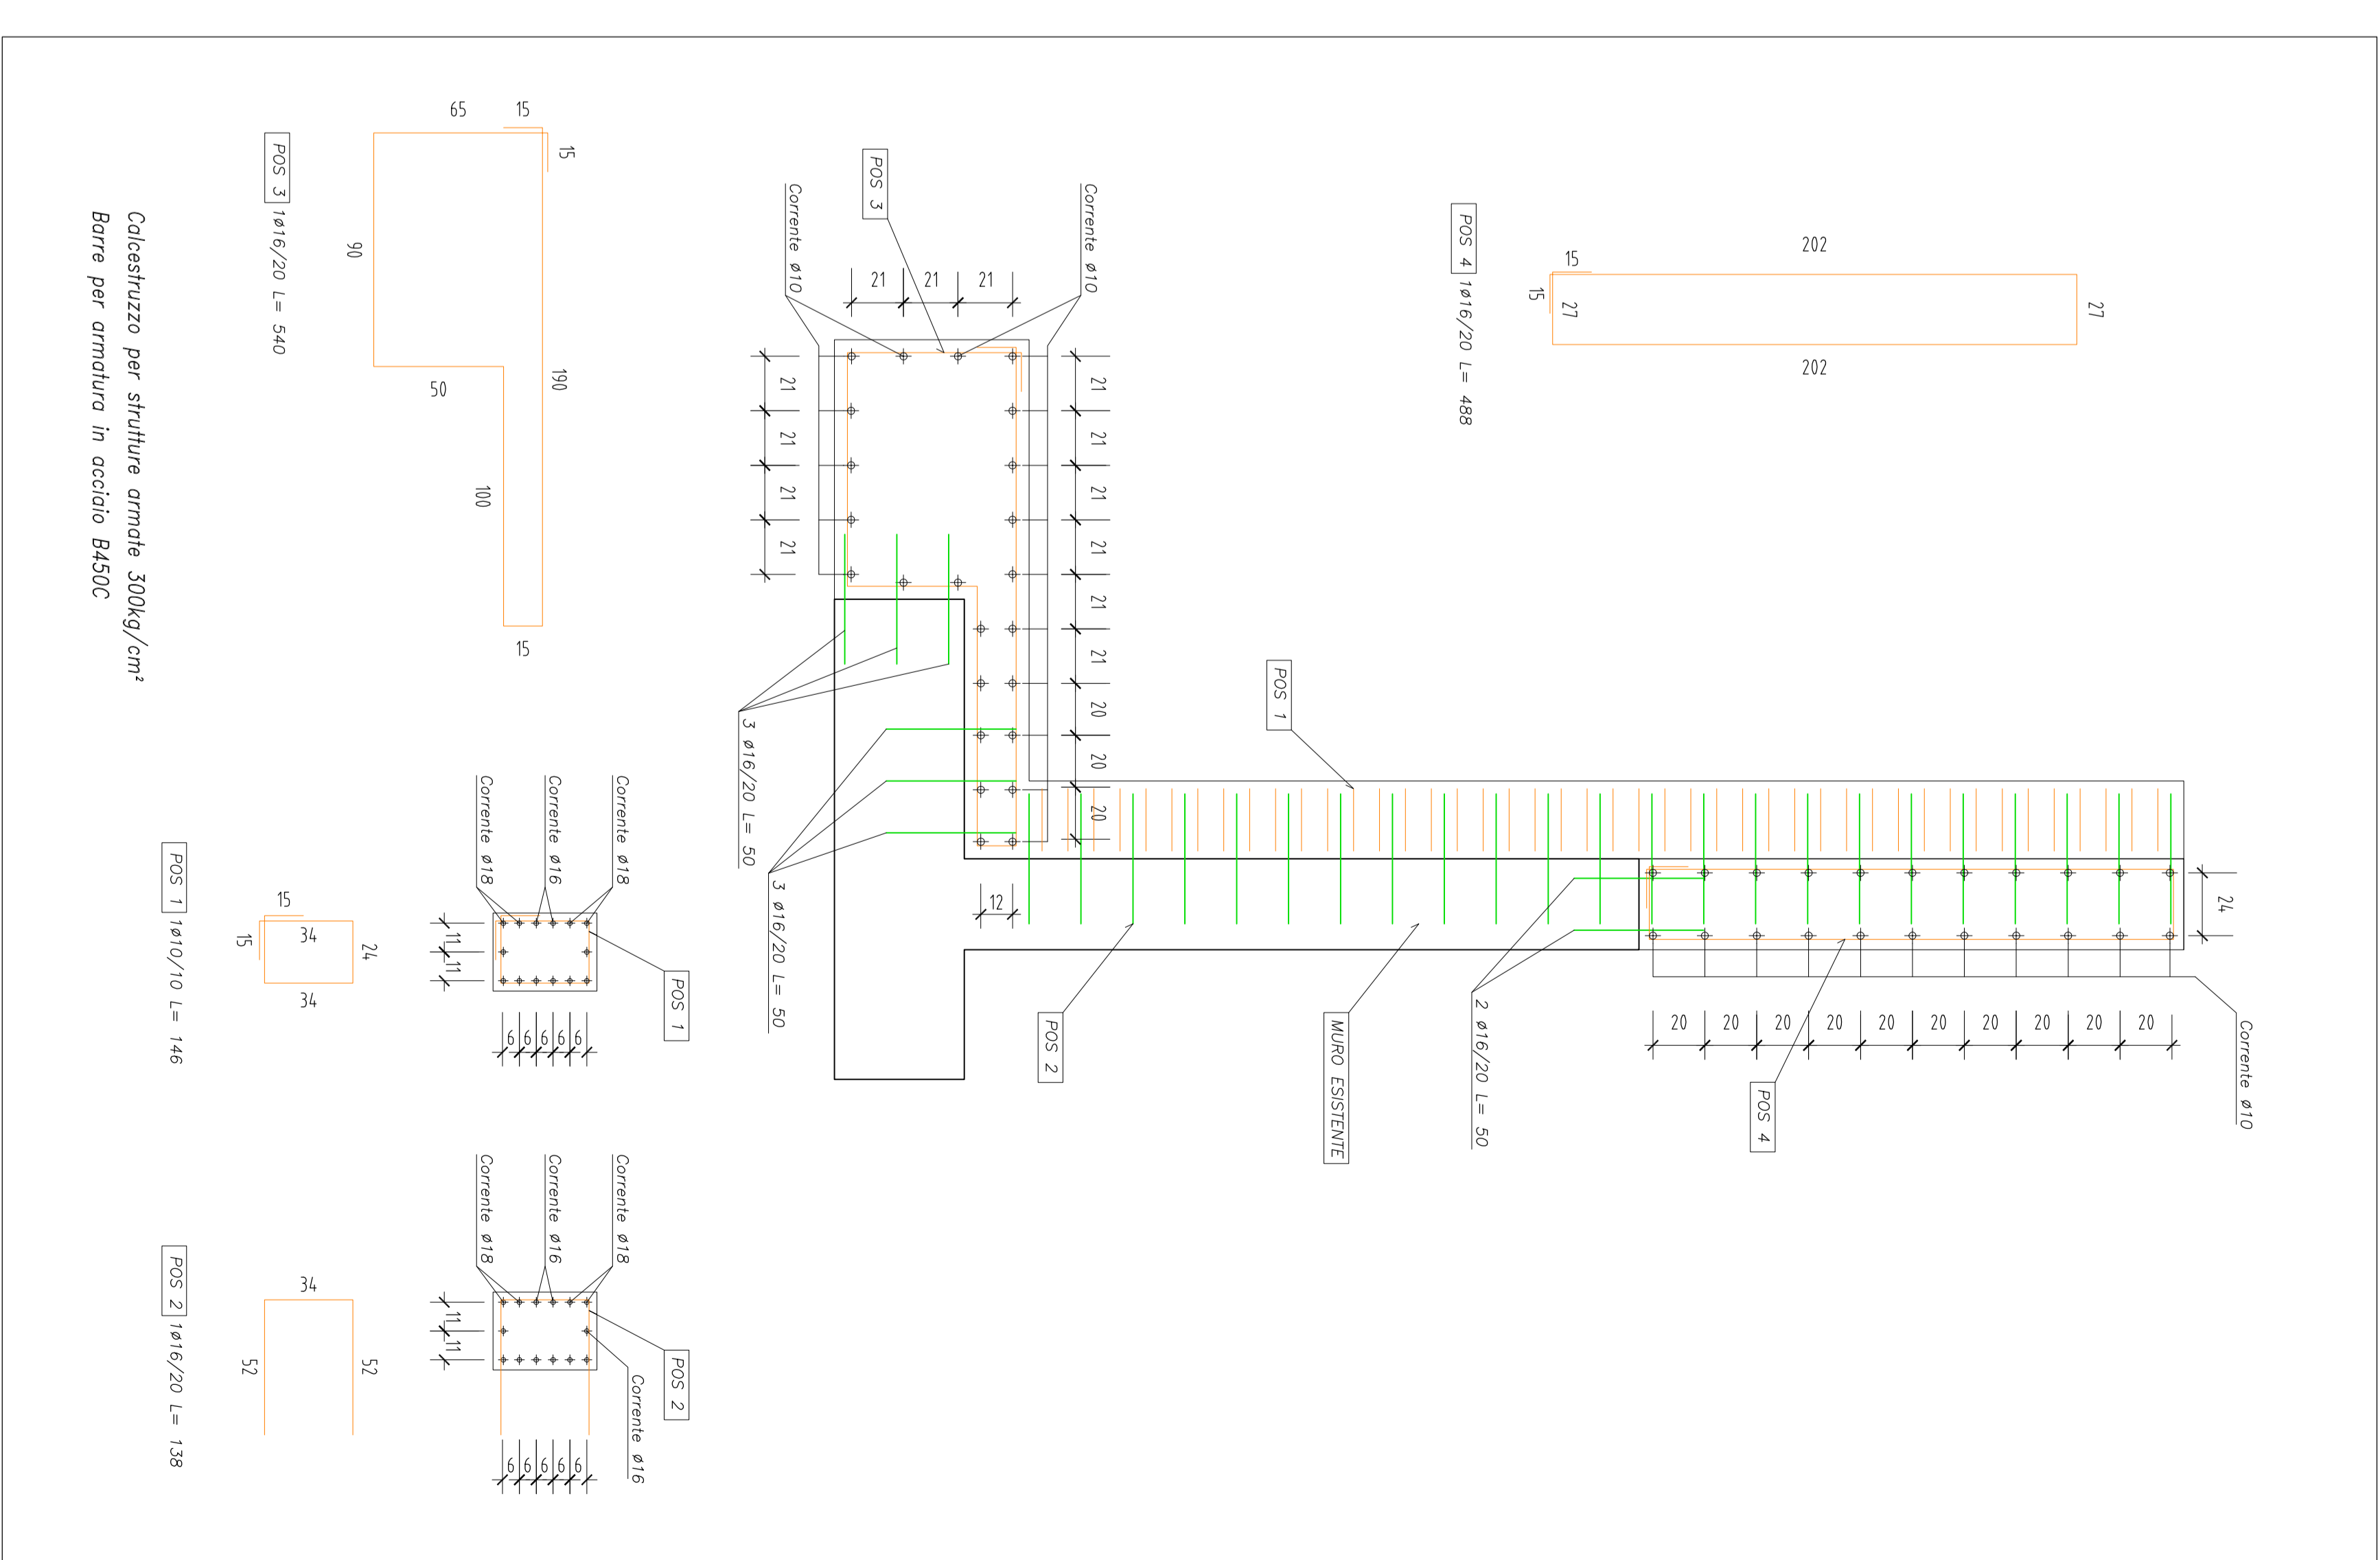 27
202
202
15
27
15
POS 4 1ø16/20 L= 488
Corrente ø10
24
20
20
20
20
20
20
20
20
20
20
POS 4
2 ø16/20 L= 50
MURO ESISTENTE
POS 1
POS 2
12
Corrente ø10
21
21
21
21
21
21
20
20
20
21
21
21
POS 3
Corrente ø10
21
21
21
21
3 ø16/20 L= 50
3 ø16/20 L= 50
15
15
190
65
15
100
50
90
POS 3 1ø16/20 L= 540
POS 1
Corrente ø18
Corrente ø16
Corrente ø18
6
6
6
6
6
11
11
24
15
34
34
15
POS 1 1ø10/10 L= 146
POS 2
Corrente ø16
Corrente ø18
Corrente ø16
Corrente ø18
6
6
6
6
6
11
11
52
34
52
POS 2 1ø16/20 L= 138
Calcestruzzo per strutture armate 300kg/cm²
Barre per armatura in acciaio B450C